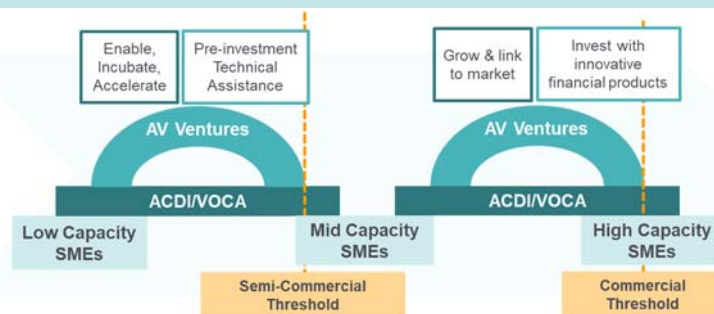 Enable,
Incubate,
Accelerate
Pre-investment
Technical
Assistance
Grow & link
to market
Invest with
innovative
financial products
AV Ventures
AV Ventures
ACDI/VOCA
ACDI/VOCA
Low Capacity
SMEs
Mid Capacity
SMEs
High Capacity
SMEs
Semi-Commercial
Threshold
Commercial
Threshold